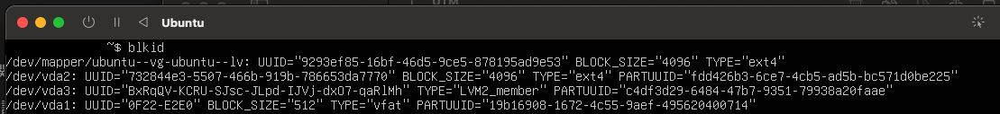 UTM
Ubuntu
~$ blkid
/dev/mapper/ubuntu--vg-ubuntu--lv: UUID="9293ef85-16bf-46d5-9ce5-878195ad9e53" BLOCK_SIZE="4096" TYPE="ext4"
/dev/vda2: UUID="732844e3-5507-466b-919b-786653da7770" BLOCK_SIZE="4096" TYPE="ext4" PARTUUID="fdd426b3-6ce7-4cb5-ad5b-bc571d0be225"
/dev/vda3: UUID="BxRqQV-KCRU-SJsc-JLpd-IJVj-dxO7-qaRlMh" TYPE="LVM2_member" PARTUUID="c4df3d29-6484-47b7-9351-79938a20faae"
/dev/vda1: UUID="0F22-E2E0" BLOCK_SIZE="512" TYPE="vfat" PARTUUID="19b16908-1672-4c55-9aef-495620400714"